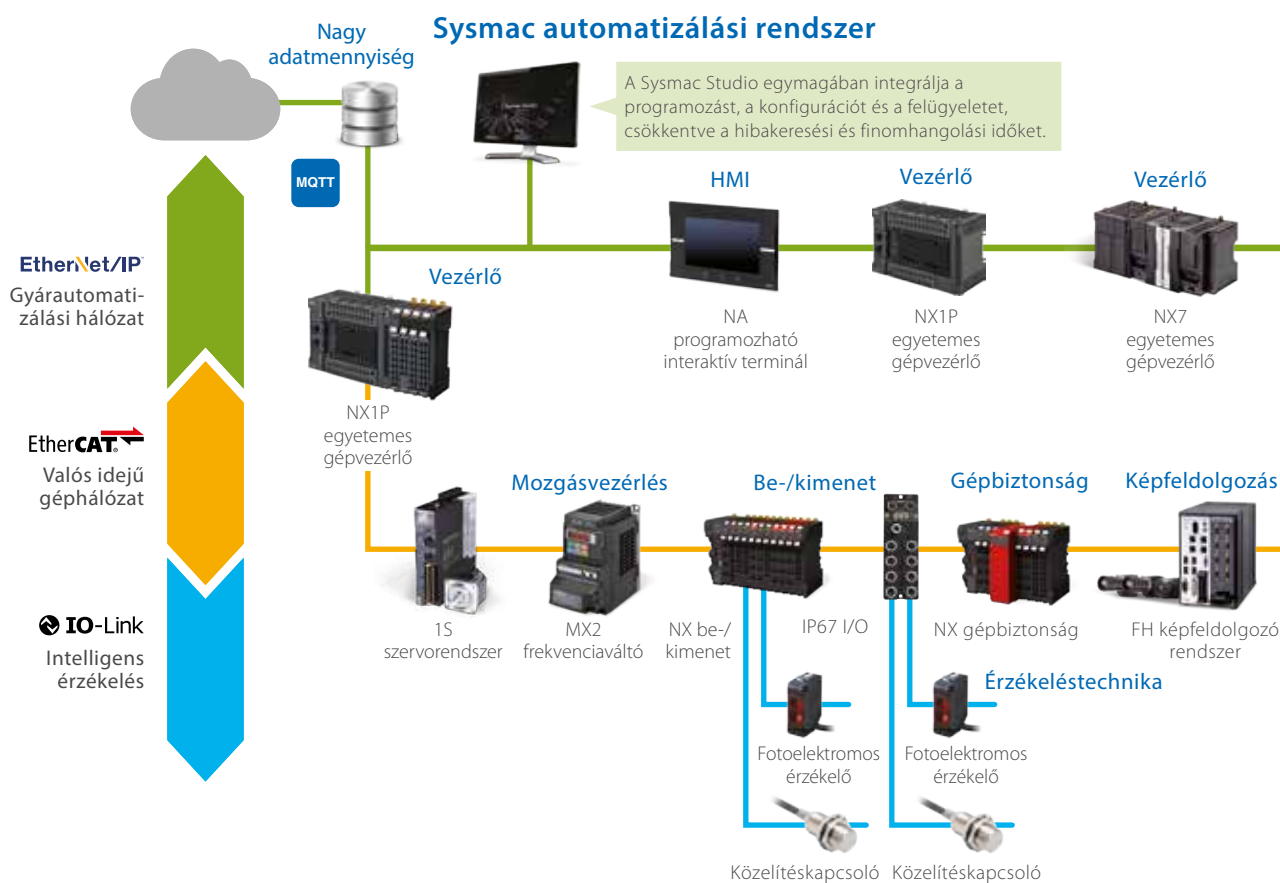 Sysmac automatizálási rendszer
Nagy
adatmennyiség
A Sysmac Studio egymagában integrálja a
programozást, a konfigurációt és a felügyeletet,
csökkentve a hibakeresési és finomhangolási időket.
MQTT
HMI
Vezérlő
Vezérlő
EtherNet/IP
Gyárautomati-
zálási hálózat
Vezérlő
NA
programozható
interaktív terminál
NX1P
egyetemes
gépvezérlő
NX7
egyetemes
gépvezérlő
NX1P
egyetemes
gépvezérlő
EtherCAT
Valós idejű
géphálózat
Mozgásvezérlés
Be-/kimenet
Gépbiztonság
Képfeldolgozás
IO-Link
Intelligens
érzékelés
1S
szervorendszer
MX2
frekvenciaváltó
NX be-/
kimenet
IP67 I/O
NX gépbiztonság
FH képfeldolgozó
rendszer
Érzékeléstechnika
Fotoelektromos
érzékelő
Fotoelektromos
érzékelő
Közelítéskapcsoló
Közelítéskapcsoló